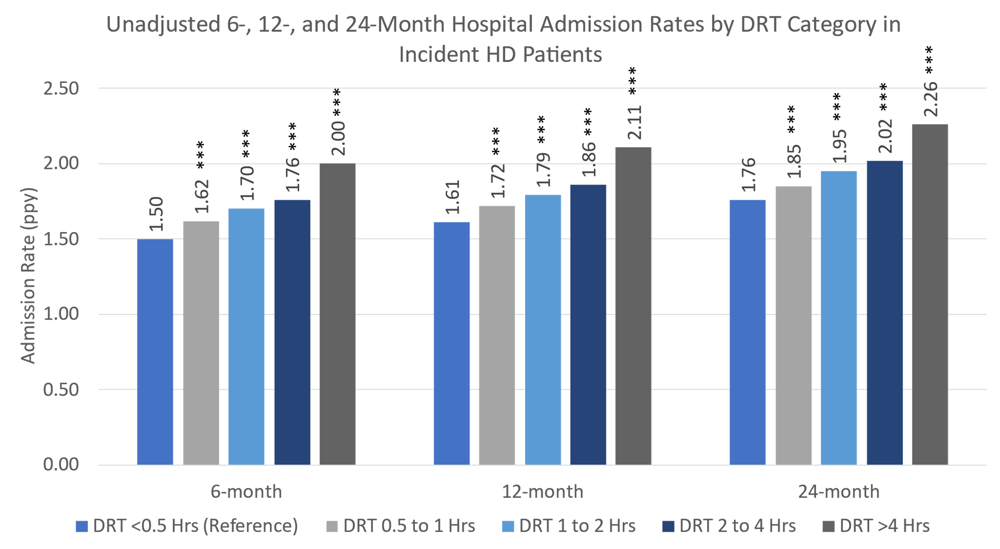 Unadjusted 6-, 12-, and 24-Month Hospital Admission Rates by DRT Category in
Incident HD Patients
Admission Rate (ppy)
2.50
2.00
1.50
1.00
0.50
0.00
1.50
1.62 ***
1.70 ***
1.76 ***
2.00 ***
1.61
1.72 ***
1.79 ***
1.86 ***
2.11 ***
1.76
1.85 ***
1.95 ***
2.02 ***
2.26 ***
6-month
12-month
24-month
DRT <0.5 Hrs (Reference)
DRT 0.5 to 1 Hrs
DRT 1 to 2 Hrs
DRT 2 to 4 Hrs
DRT >4 Hrs